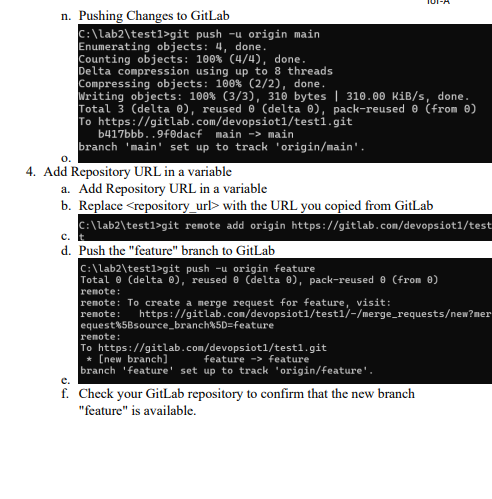 n. Pushing Changes to GitLab
C:\lab2\test1>git push -u origin main
Enumerating objects: 4, done.
Counting objects: 100% (4/4), done.
Delta compression using up to 8 threads
Compressing objects: 100% (2/2), done.
Writing objects: 100% (3/3), 310 bytes | 310.00 KiB/s, done.
Total 3 (delta 0), reused 0 (delta 0), pack-reused 0 (from 0)
To https://gitlab.com/devopsiot1/test1.git
b417bbb..9f0dacf main -> main
branch 'main' set up to track 'origin/main'.
o.
4. Add Repository URL in a variable
a. Add Repository URL in a variable
b. Replace <repository_url> with the URL you copied from GitLab
C:\lab2\test1>git remote add origin https://gitlab.com/devopsiot1/test
c. t
d. Push the "feature" branch to GitLab
C:\lab2\test1>git push -u origin feature
Total 0 (delta 0), reused 0 (delta 0), pack-reused 0 (from 0)
remote:
remote: To create a merge request for feature, visit:
remote: https://gitlab.com/devopsiot1/test1/-/merge_requests/new?mer
equest%5Bsource_branch%5D=feature
remote:
To https://gitlab.com/devopsiot1/test1.git
* [new branch] feature -> feature
branch 'feature' set up to track 'origin/feature'.
e.
f. Check your GitLab repository to confirm that the new branch
"feature" is available.